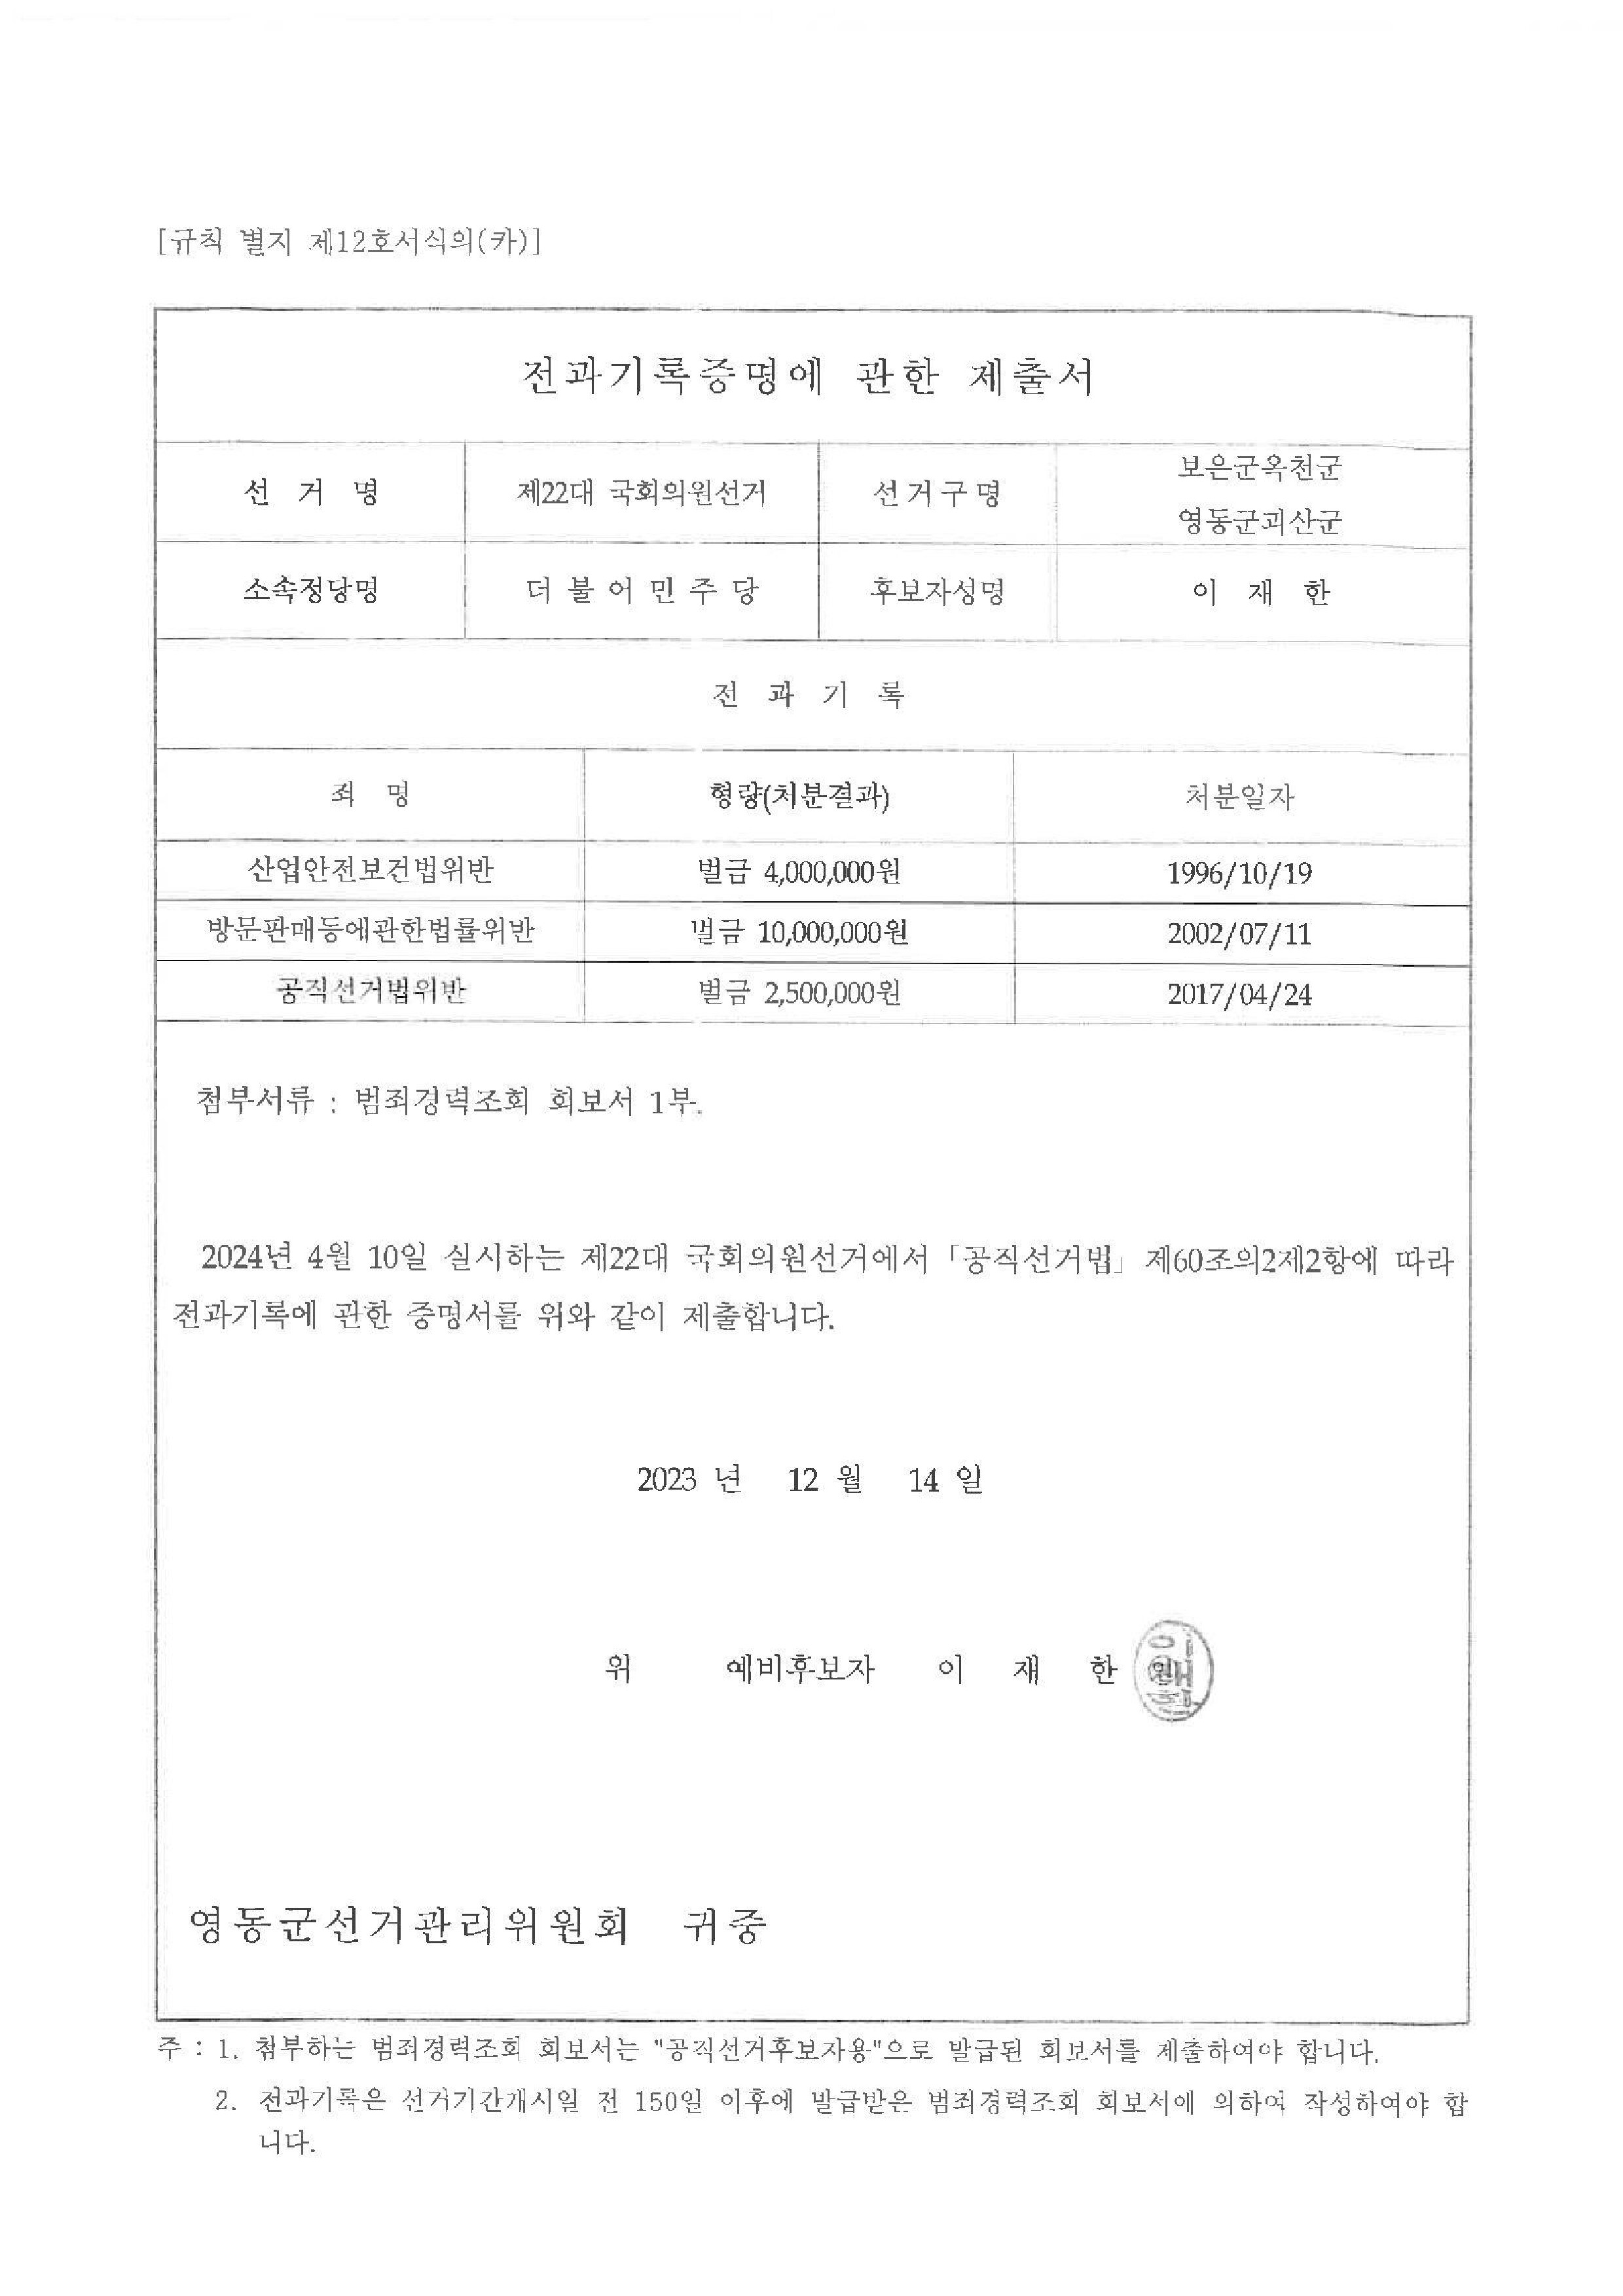 [규칙 별지 제12호서식의(카)]
전과기록증명에 관한 제출서
선 거 명 제22대 국회의원선거 선거구명 보은군옥천군
영동군괴산군
소속정당명 더불어민주당 후보자성명 이 재 한
전 과 기 록
죄 명 형량(처분결과) 처분일자
산업안전보건법위반 벌금 4,000,000원 1996/10/19
방문판매등에관한법률위반 벌금 10,000,000원 2002/07/11
공직선거법위반 벌금 2,500,000원 2017/04/24
첨부서류 : 범죄경력조회 회보서 1부.
2024년 4월 10일 실시하는 제22대 국회의원선거에서 「공직선거법」 제60조의2제2항에 따라
전과기록에 관한 증명서를 위와 같이 제출합니다.
2023 년 12 월 14 일
위 예비후보자 이 재 한
영동군선거관리위원회 귀중
주 : 1. 첨부하는 범죄경력조회 회보서는 "공직선거후보자용"으로 발급된 회보서를 제출하여야 합니다.
2. 전과기록은 선거기간개시일 전 150일 이후에 발급받은 범죄경력조회 회보서에 의하여 작성하여야 합
니다.